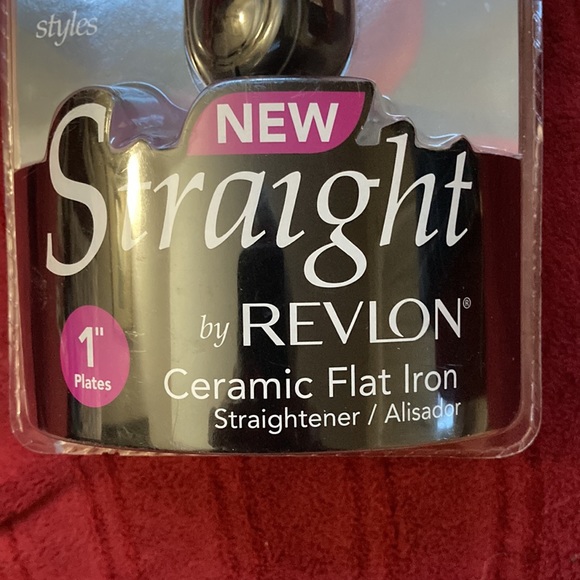 styles
NEW
Straight
by REVLON®
1"
Plates
Ceramic Flat Iron
Straightener / Alisador